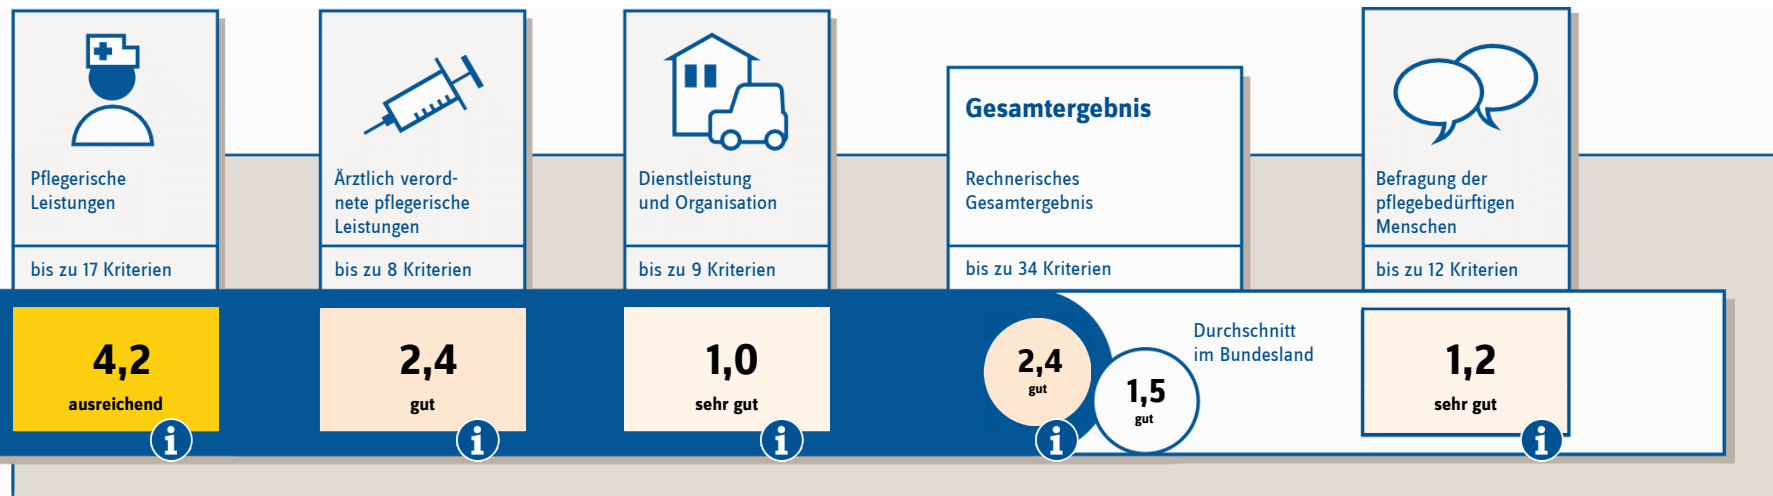 Pflegerische
Leistungen
bis zu 17 Kriterien
4,2
ausreichend
i
Ärztlich verord-
nete pflegerische
Leistungen
bis zu 8 Kriterien
2,4
gut
i
Dienstleistung
und Organisation
bis zu 9 Kriterien
1,0
sehr gut
i
Gesamtergebnis
Rechnerisches
Gesamtergebnis
bis zu 34 Kriterien
2,4
gut
i
1,5
gut
Durchschnitt
im Bundesland
Befragung der
pflegebedürftigen
Menschen
bis zu 12 Kriterien
1,2
sehr gut
i